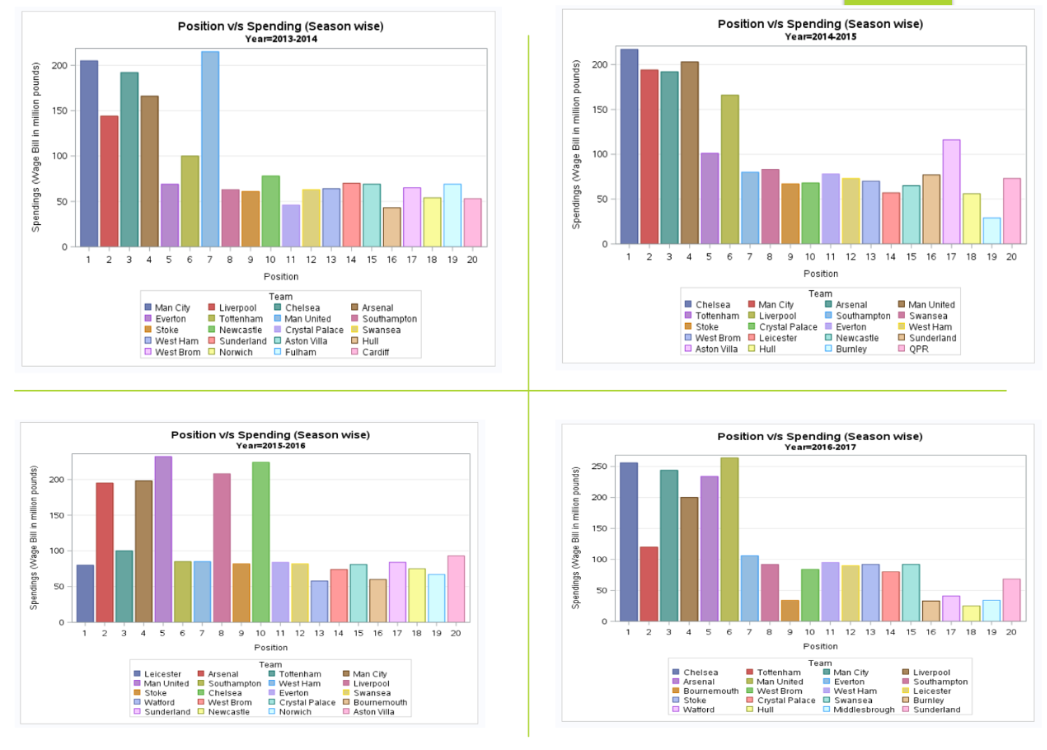 Position v/s Spending (Season wise)
Year=2013-2014
Spendings (Wage Bill in million pounds)
200
150
100
50
0
1 2 3 4 5 6 7 8 9 10 11 12 13 14 15 16 17 18 19 20
Position
Team
Man City Liverpool Chelsea Arsenal
Everton Tottenham Man United Southampton
Stoke Newcastle Crystal Palace Swansea
West Ham Sunderland Aston Villa Hull
West Brom Norwich Fulham Cardiff
Position v/s Spending (Season wise)
Year=2014-2015
Spendings (Wage Bill in million pounds)
200
150
100
50
0
1 2 3 4 5 6 7 8 9 10 11 12 13 14 15 16 17 18 19 20
Position
Team
Chelsea Man City Arsenal Man United
Tottenham Liverpool Southampton Swansea
Stoke Crystal Palace Everton West Ham
West Brom Leicester Newcastle Sunderland
Aston Villa Hull Burnley QPR
Position v/s Spending (Season wise)
Year=2015-2016
Spendings (Wage Bill in million pounds)
200
150
100
50
0
1 2 3 4 5 6 7 8 9 10 11 12 13 14 15 16 17 18 19 20
Position
Team
Leicester Arsenal Tottenham Man City
Man United Southampton West Ham Liverpool
Stoke Chelsea Everton Swansea
Watford West Brom Crystal Palace Bournemouth
Sunderland Newcastle Norwich Aston Villa
Position v/s Spending (Season wise)
Year=2016-2017
Spendings (Wage Bill in million pounds)
250
200
150
100
50
0
1 2 3 4 5 6 7 8 9 10 11 12 13 14 15 16 17 18 19 20
Position
Team
Chelsea Tottenham Man City Liverpool
Arsenal Man United Everton Southampton
Bournemouth West Brom West Ham Leicester
Stoke Crystal Palace Swansea Burnley
Watford Hull Middlesbrough Sunderland